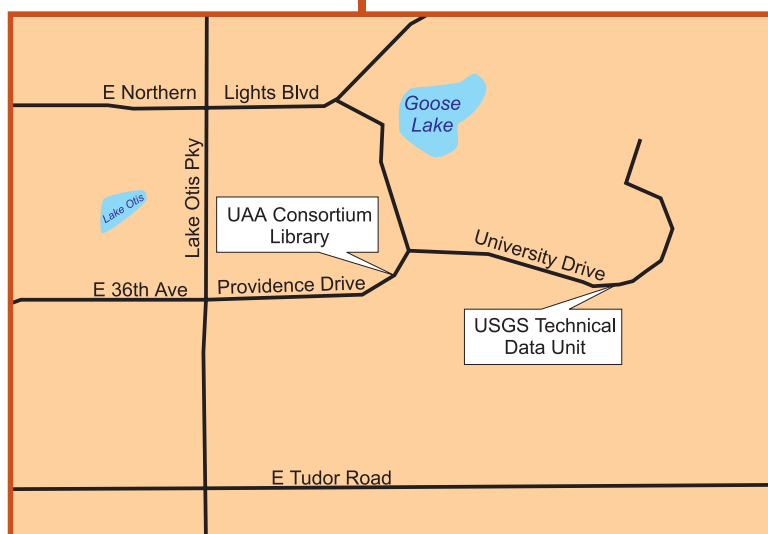 E Northern Lights Blvd
Goose
Lake
Lake Otis Pky
Lake Otis
UAA Consortium
Library
University Drive
E 36th Ave
Providence Drive
USGS Technical
Data Unit
E Tudor Road